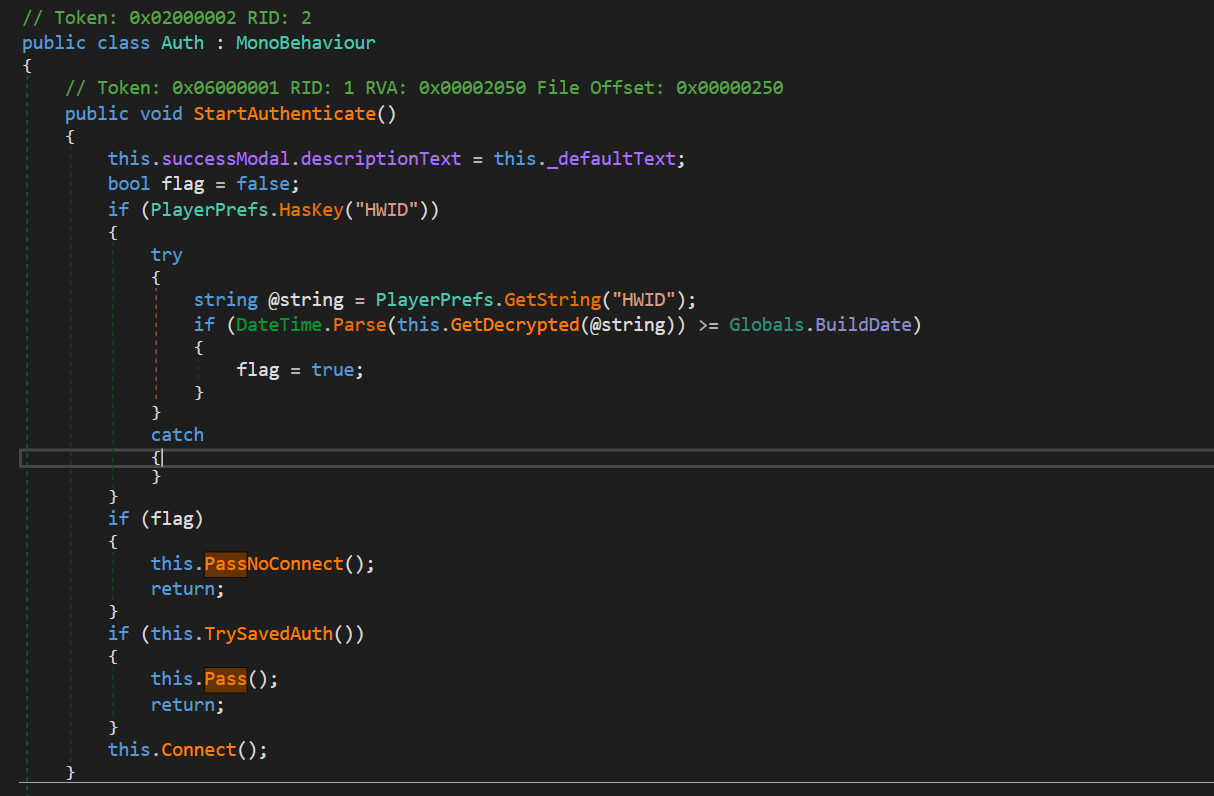 // Token: 0x02000002 RID: 2
public class Auth : MonoBehaviour
{
    // Token: 0x06000001 RID: 1 RVA: 0x00002050 File Offset: 0x00000250
    public void StartAuthenticate()
    {
        this.successModal.descriptionText = this._defaultText;
        bool flag = false;
        if (PlayerPrefs.HasKey("HWID"))
        {
            try
            {
                string @string = PlayerPrefs.GetString("HWID");
                if (DateTime.Parse(this.GetDecrypted(@string)) >= Globals.BuildDate)
                {
                    flag = true;
                }
            }
            catch
            {
            }
        }
        if (flag)
        {
            this.PassNoConnect();
            return;
        }
        if (this.TrySavedAuth())
        {
            this.Pass();
            return;
        }
        this.Connect();
    }